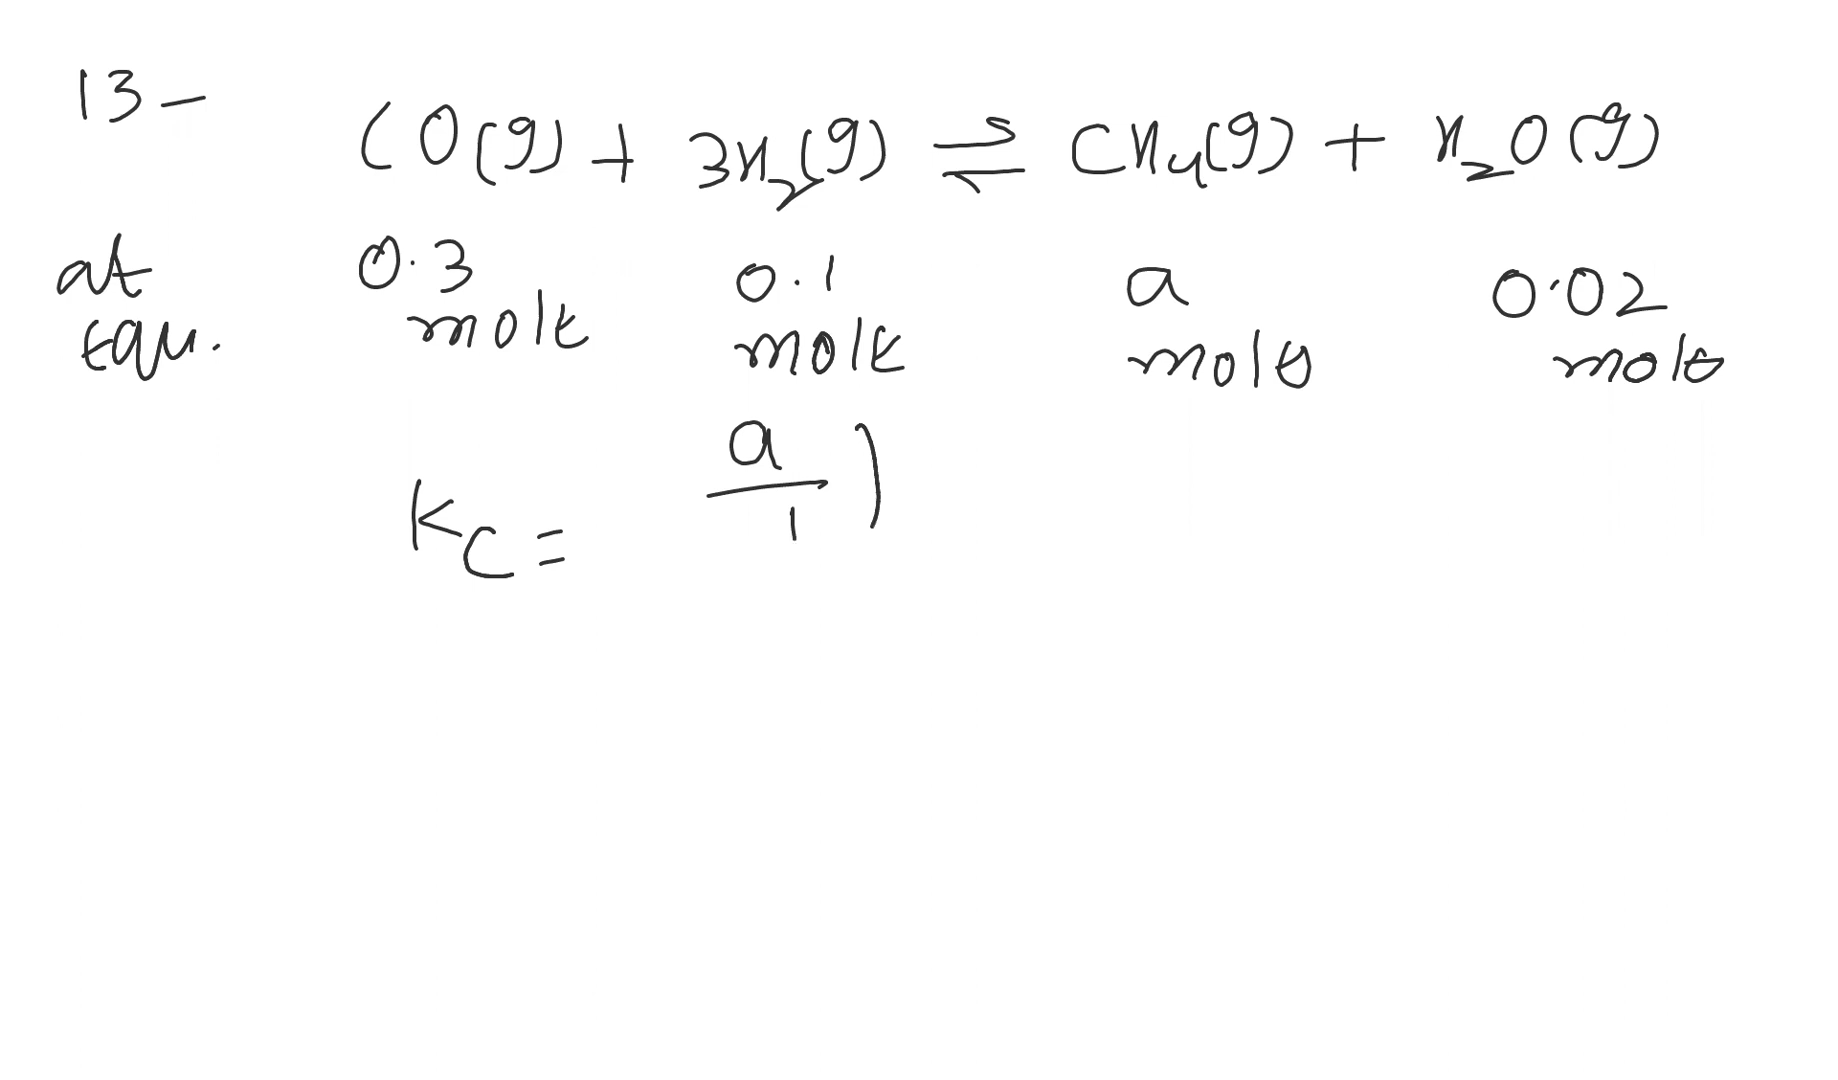 13-
CO(g) + 3H₂(g) ⇌ CH₄(g) + H₂O(g)
at equ. 0.3 mole 0.1 mole a mole 0.02 mole
Kc = a/1 )